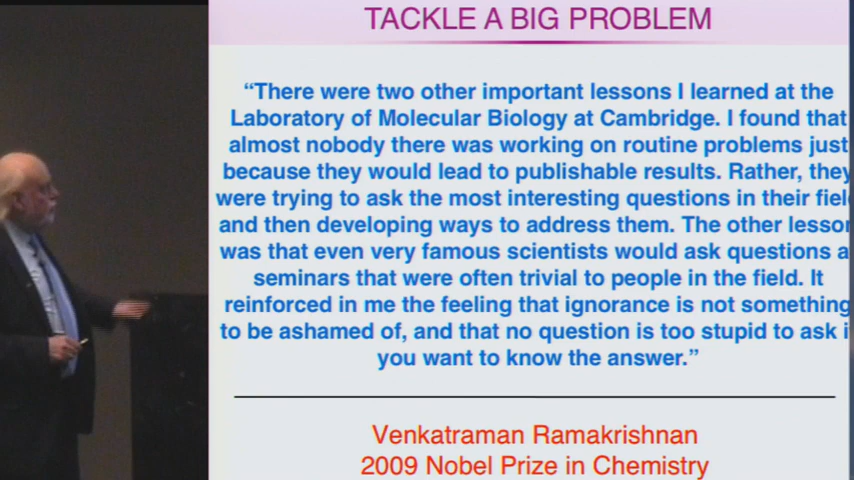 TACKLE A BIG PROBLEM
“There were two other important lessons I learned at the
Laboratory of Molecular Biology at Cambridge. I found that
almost nobody there was working on routine problems just
because they would lead to publishable results. Rather, they
were trying to ask the most interesting questions in their
and then developing ways to address them. The other
was that even very famous scientists would ask questions
seminars that were often trivial to people in the field. It
reinforced in me the feeling that ignorance is not something
to be ashamed of, and that no question is too stupid to ask
you want to know the answer.”
Venkatraman Ramakrishnan
2009 Nobel Prize in Chemistry